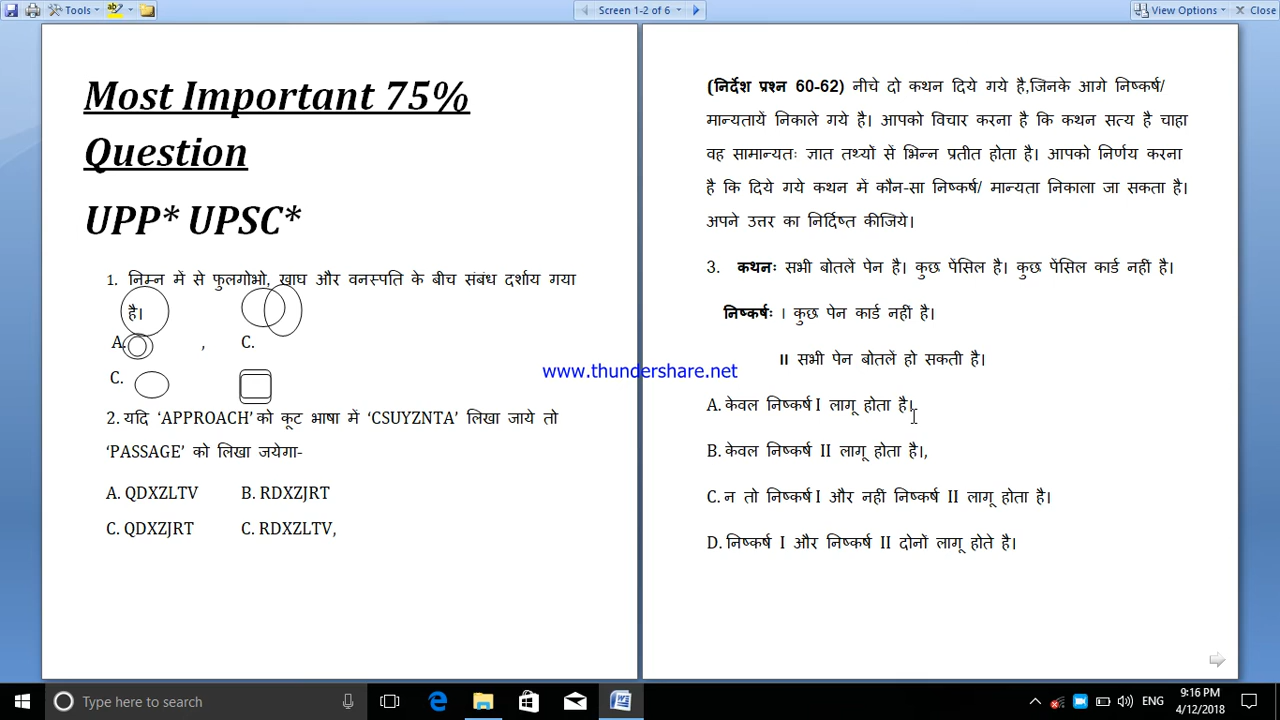 Tools
Screen 1-2 of 6
View Options
Close
Most Important 75%
Question
UPP* UPSC*
1. निम्न में से फुलगोभो, खाघ और वनस्पति के बीच संबंध दर्शाय गया
है।
A. , C.
C.
2. यदि ‘APPROACH’ को कूट भाषा में ‘CSUYZNTA’ लिखा जाये तो
‘PASSAGE’ को लिखा जयेगा-
A. QDXZLTV B. RDXZJRT
C. QDXZJRT C. RDXZLTV,
(निर्देश प्रश्न 60-62) नीचे दो कथन दिये गये है,जिनके आगे निष्कर्ष/
मान्यतायें निकाले गये है। आपको विचार करना है कि कथन सत्य है चाहा
वह सामान्यतः ज्ञात तथ्यों सें भिन्न प्रतीत होता है। आपको निर्णय करना
है कि दिये गये कथन में कौन-सा निष्कर्ष/ मान्यता निकाला जा सकता है।
अपने उत्तर का निर्दिष्त कीजिये।
3. कथनः सभी बोतलें पेन है। कुछ पेंसिल है। कुछ पेंसिल कार्ड नहीं है।
निष्कर्षः । कुछ पेन कार्ड नहीं है।
II सभी पेन बोतलें हो सकती है।
www.thundershare.net
A. केवल निष्कर्ष I लागू होता है।
B. केवल निष्कर्ष II लागू होता है।,
C. न तो निष्कर्ष I और नहीं निष्कर्ष II लागू होता है।
D. निष्कर्ष I और निष्कर्ष II दोनों लागू होते है।
Type here to search
ENG
9:16 PM
4/12/2018